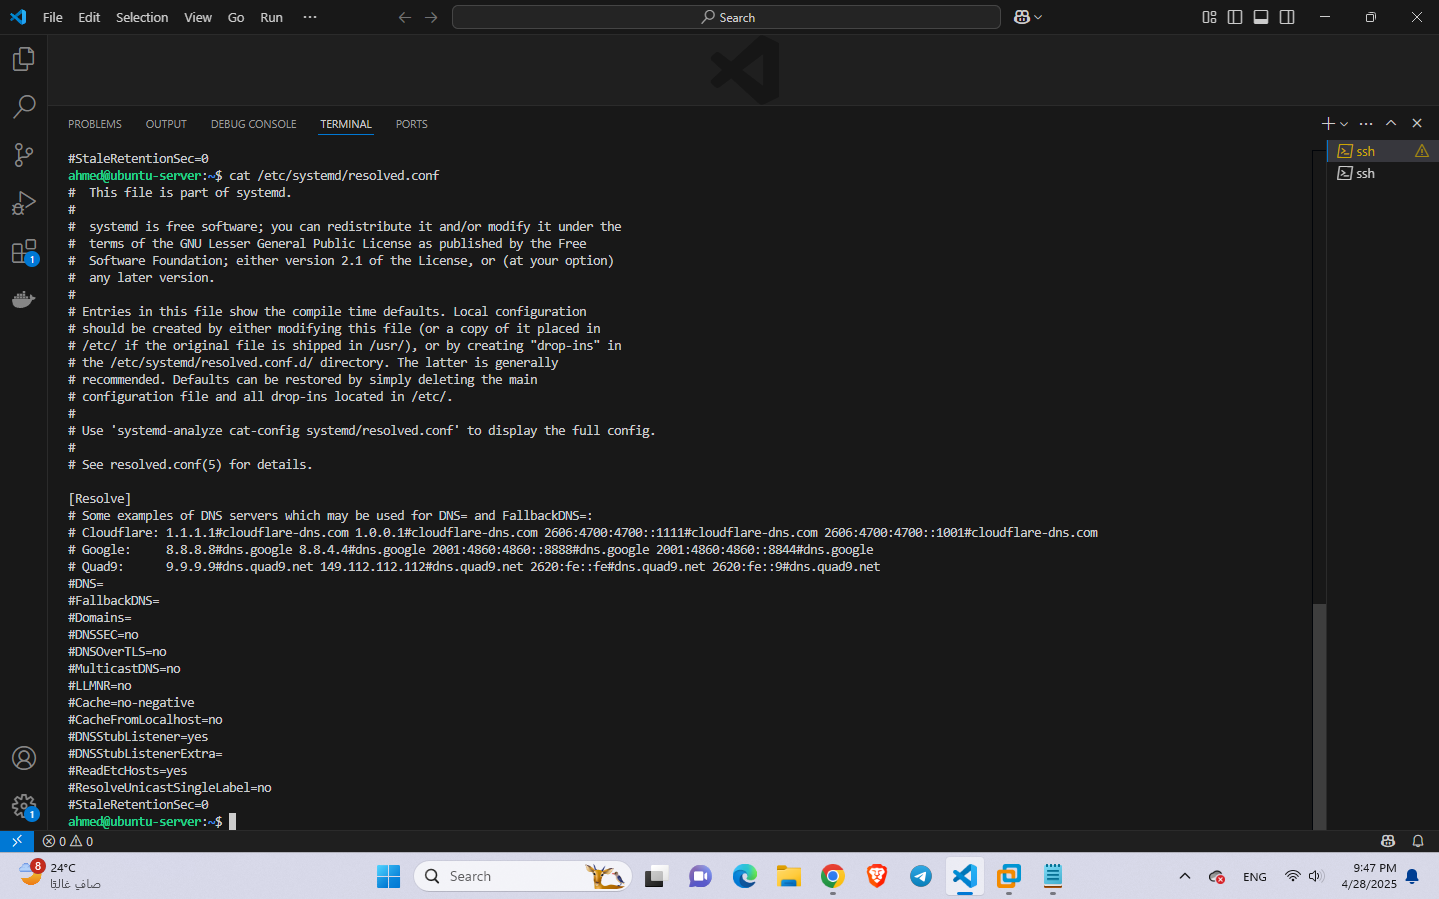 File Edit Selection View Go Run ···
Search
PROBLEMS OUTPUT DEBUG CONSOLE TERMINAL PORTS
ssh
ssh
#StaleRetentionSec=0
ahmed@ubuntu-server:~$ cat /etc/systemd/resolved.conf
#  This file is part of systemd.
#
#  systemd is free software; you can redistribute it and/or modify it under the
#  terms of the GNU Lesser General Public License as published by the Free
#  Software Foundation; either version 2.1 of the License, or (at your option)
#  any later version.
#
# Entries in this file show the compile time defaults. Local configuration
# should be created by either modifying this file (or a copy of it placed in
# /etc/ if the original file is shipped in /usr/), or by creating "drop-ins" in
# the /etc/systemd/resolved.conf.d/ directory. The latter is generally
# recommended. Defaults can be restored by simply deleting the main
# configuration file and all drop-ins located in /etc/.
#
# Use 'systemd-analyze cat-config systemd/resolved.conf' to display the full config.
#
# See resolved.conf(5) for details.
[Resolve]
# Some examples of DNS servers which may be used for DNS= and FallbackDNS=:
# Cloudflare: 1.1.1.1#cloudflare-dns.com 1.0.0.1#cloudflare-dns.com 2606:4700:4700::1111#cloudflare-dns.com 2606:4700:4700::1001#cloudflare-dns.com
# Google:     8.8.8.8#dns.google 8.8.4.4#dns.google 2001:4860:4860::8888#dns.google 2001:4860:4860::8844#dns.google
# Quad9:      9.9.9.9#dns.quad9.net 149.112.112.112#dns.quad9.net 2620:fe::fe#dns.quad9.net 2620:fe::9#dns.quad9.net
#DNS=
#FallbackDNS=
#Domains=
#DNSSEC=no
#DNSOverTLS=no
#MulticastDNS=no
#LLMNR=no
#Cache=no-negative
#CacheFromLocalhost=no
#DNSStubListener=yes
#DNSStubListenerExtra=
#ReadEtcHosts=yes
#ResolveUnicastSingleLabel=no
#StaleRetentionSec=0
ahmed@ubuntu-server:~$
1
1
0 0
8
24°C
صافٍ غالبًا
Search
ENG
9:47 PM
4/28/2025